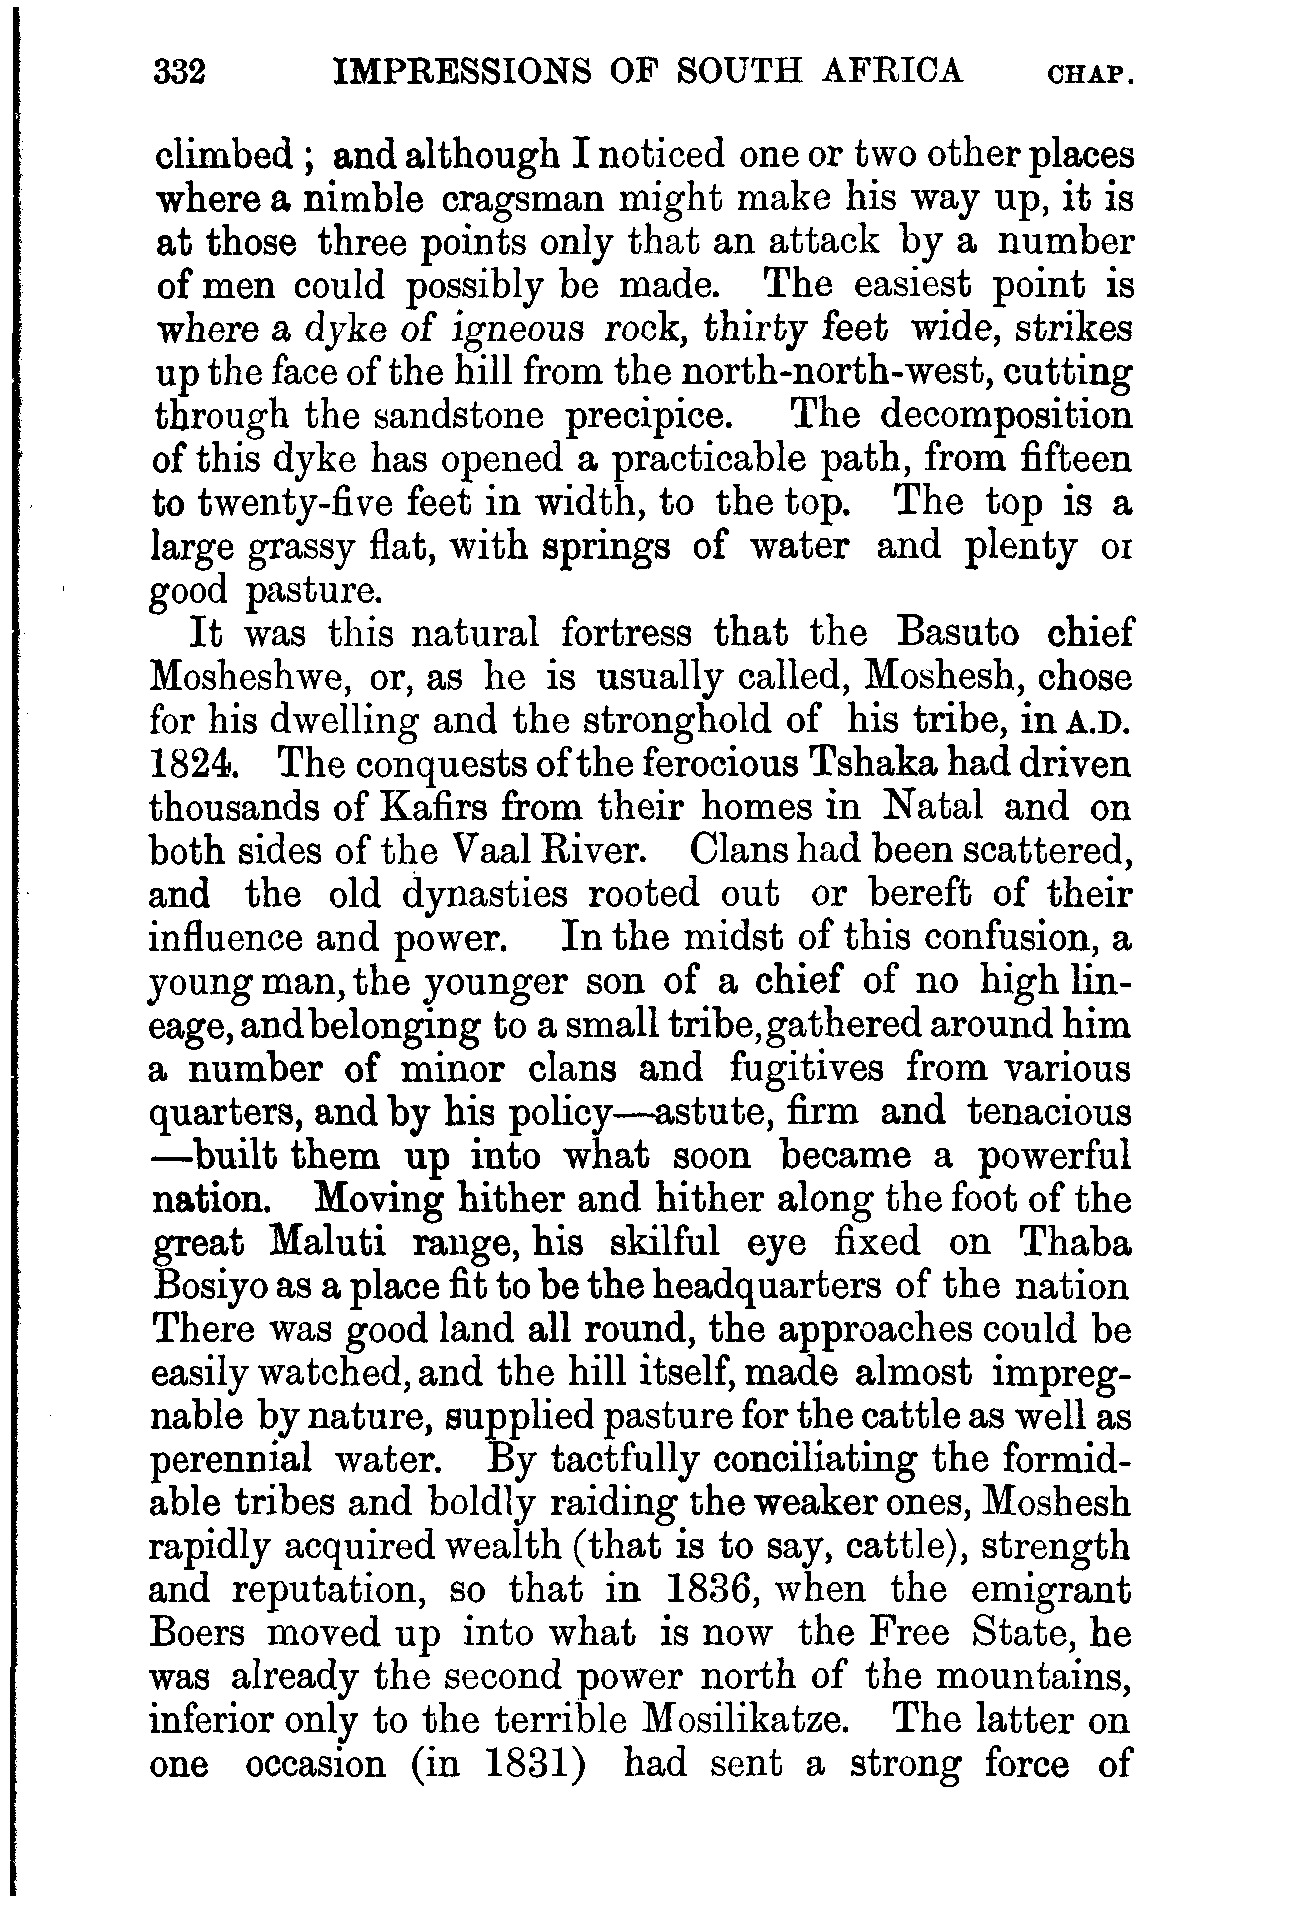 332 IMPRESSIONS OF SOUTH AFRICA CHAP.
climbed ; and although I noticed one or two other places
where a nimble cragsman might make his way up, it is
at those three points only that an attack by a number
of men could possibly be made. The easiest point is
where a dyke of igneous rock, thirty feet wide, strikes
up the face of the hill from the north-north-west, cutting
through the sandstone precipice. The decomposition
of this dyke has opened a practicable path, from fifteen
to twenty-five feet in width, to the top. The top is a
large grassy flat, with springs of water and plenty or
good pasture.
It was this natural fortress that the Basuto chief
Mosheshwe, or, as he is usually called, Moshesh, chose
for his dwelling and the stronghold of his tribe, in A.D.
1824. The conquests of the ferocious Tshaka had driven
thousands of Kafirs from their homes in Natal and on
both sides of the Vaal River. Clans had been scattered,
and the old dynasties rooted out or bereft of their
influence and power. In the midst of this confusion, a
young man, the younger son of a chief of no high lin-
eage, and belonging to a small tribe, gathered around him
a number of minor clans and fugitives from various
quarters, and by his policy—astute, firm and tenacious
—built them up into what soon became a powerful
nation. Moving hither and hither along the foot of the
great Maluti range, his skilful eye fixed on Thaba
Bosiyo as a place fit to be the headquarters of the nation
There was good land all round, the approaches could be
easily watched, and the hill itself, made almost impreg-
nable by nature, supplied pasture for the cattle as well as
perennial water. By tactfully conciliating the formid-
able tribes and boldly raiding the weaker ones, Moshesh
rapidly acquired wealth (that is to say, cattle), strength
and reputation, so that in 1836, when the emigrant
Boers moved up into what is now the Free State, he
was already the second power north of the mountains,
inferior only to the terrible Mosilikatze. The latter on
one occasion (in 1831) had sent a strong force of